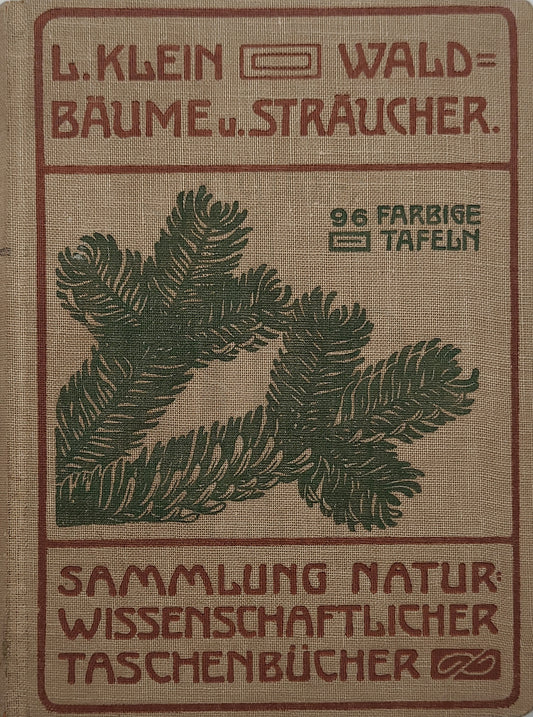 L. KLEIN WALD=
BÄUME u. STRÄUCHER.
96 FARBIGE
TAFELN
SAMMLUNG NATUR:
WISSENSCHAFTLICHER
TASCHENBÜCHER